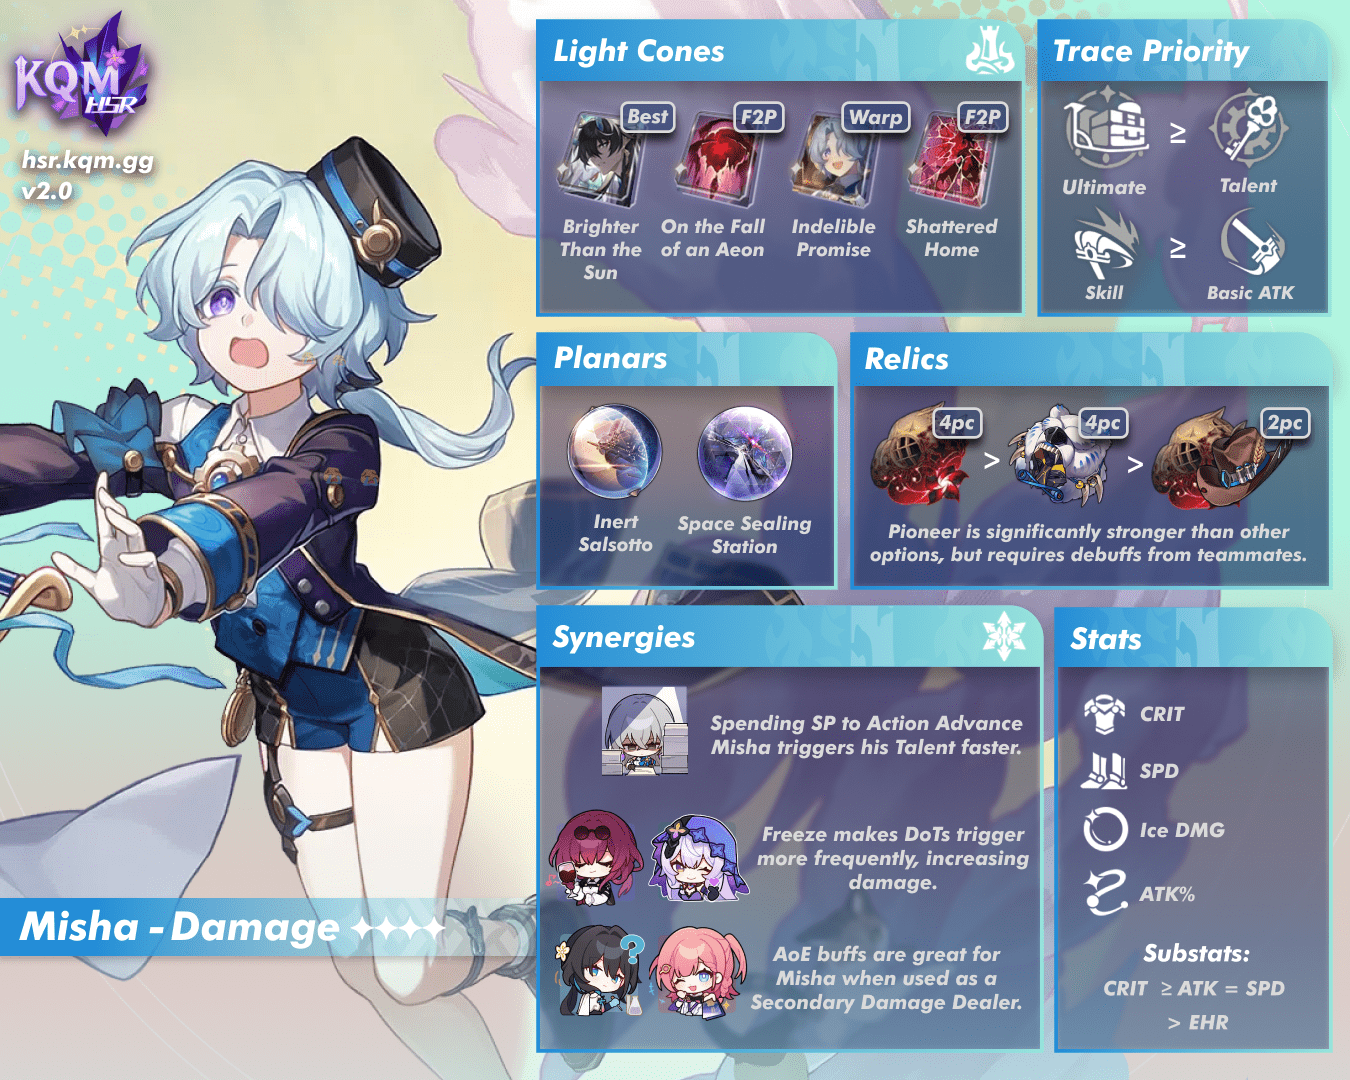 KQM
HSR
hsr.kqm.gg
v2.0
Misha - Damage
Light Cones
Best
F2P
Warp
F2P
Brighter
Than the
Sun
On the Fall
of an Aeon
Indelible
Promise
Shattered
Home
Trace Priority
≥
Ultimate
Talent
≥
Skill
Basic ATK
Planars
Inert
Salsotto
Space Sealing
Station
Relics
4pc
>
4pc
>
2pc
Pioneer is significantly stronger than other
options, but requires debuffs from teammates.
Synergies
Spending SP to Action Advance
Misha triggers his Talent faster.
Freeze makes DoTs trigger
more frequently, increasing
damage.
?
AoE buffs are great for
Misha when used as a
Secondary Damage Dealer.
Stats
CRIT
SPD
Ice DMG
ATK%
Substats:
CRIT ≥ ATK = SPD
> EHR